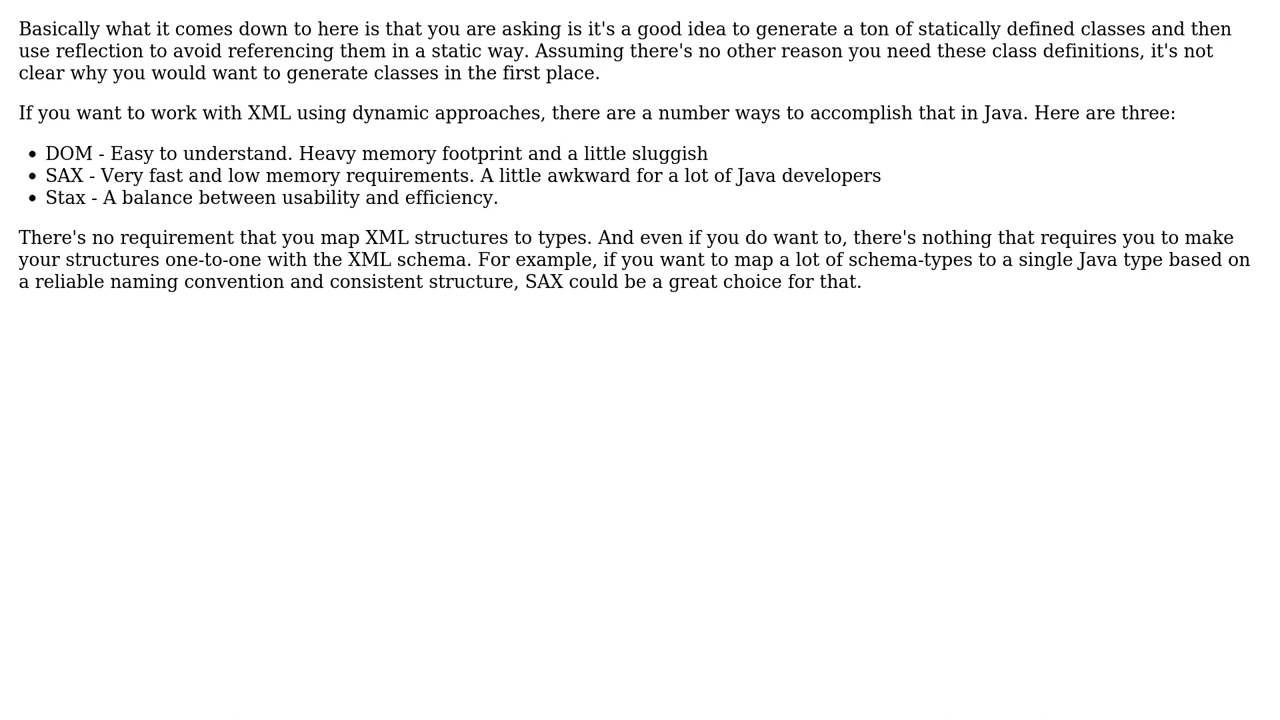 Basically what it comes down to here is that you are asking is it's a good idea to generate a ton of statically defined classes and then
use reflection to avoid referencing them in a static way. Assuming there's no other reason you need these class definitions, it's not
clear why you would want to generate classes in the first place.
If you want to work with XML using dynamic approaches, there are a number ways to accomplish that in Java. Here are three:
• DOM - Easy to understand. Heavy memory footprint and a little sluggish
• SAX - Very fast and low memory requirements. A little awkward for a lot of Java developers
• Stax - A balance between usability and efficiency.
There's no requirement that you map XML structures to types. And even if you do want to, there's nothing that requires you to make
your structures one-to-one with the XML schema. For example, if you want to map a lot of schema-types to a single Java type based on
a reliable naming convention and consistent structure, SAX could be a great choice for that.